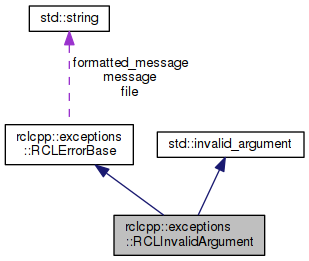 std::string
formatted_message
message
file
rclcpp::exceptions
::RCLErrorBase
std::invalid_argument
rclcpp::exceptions
::RCLInvalidArgument